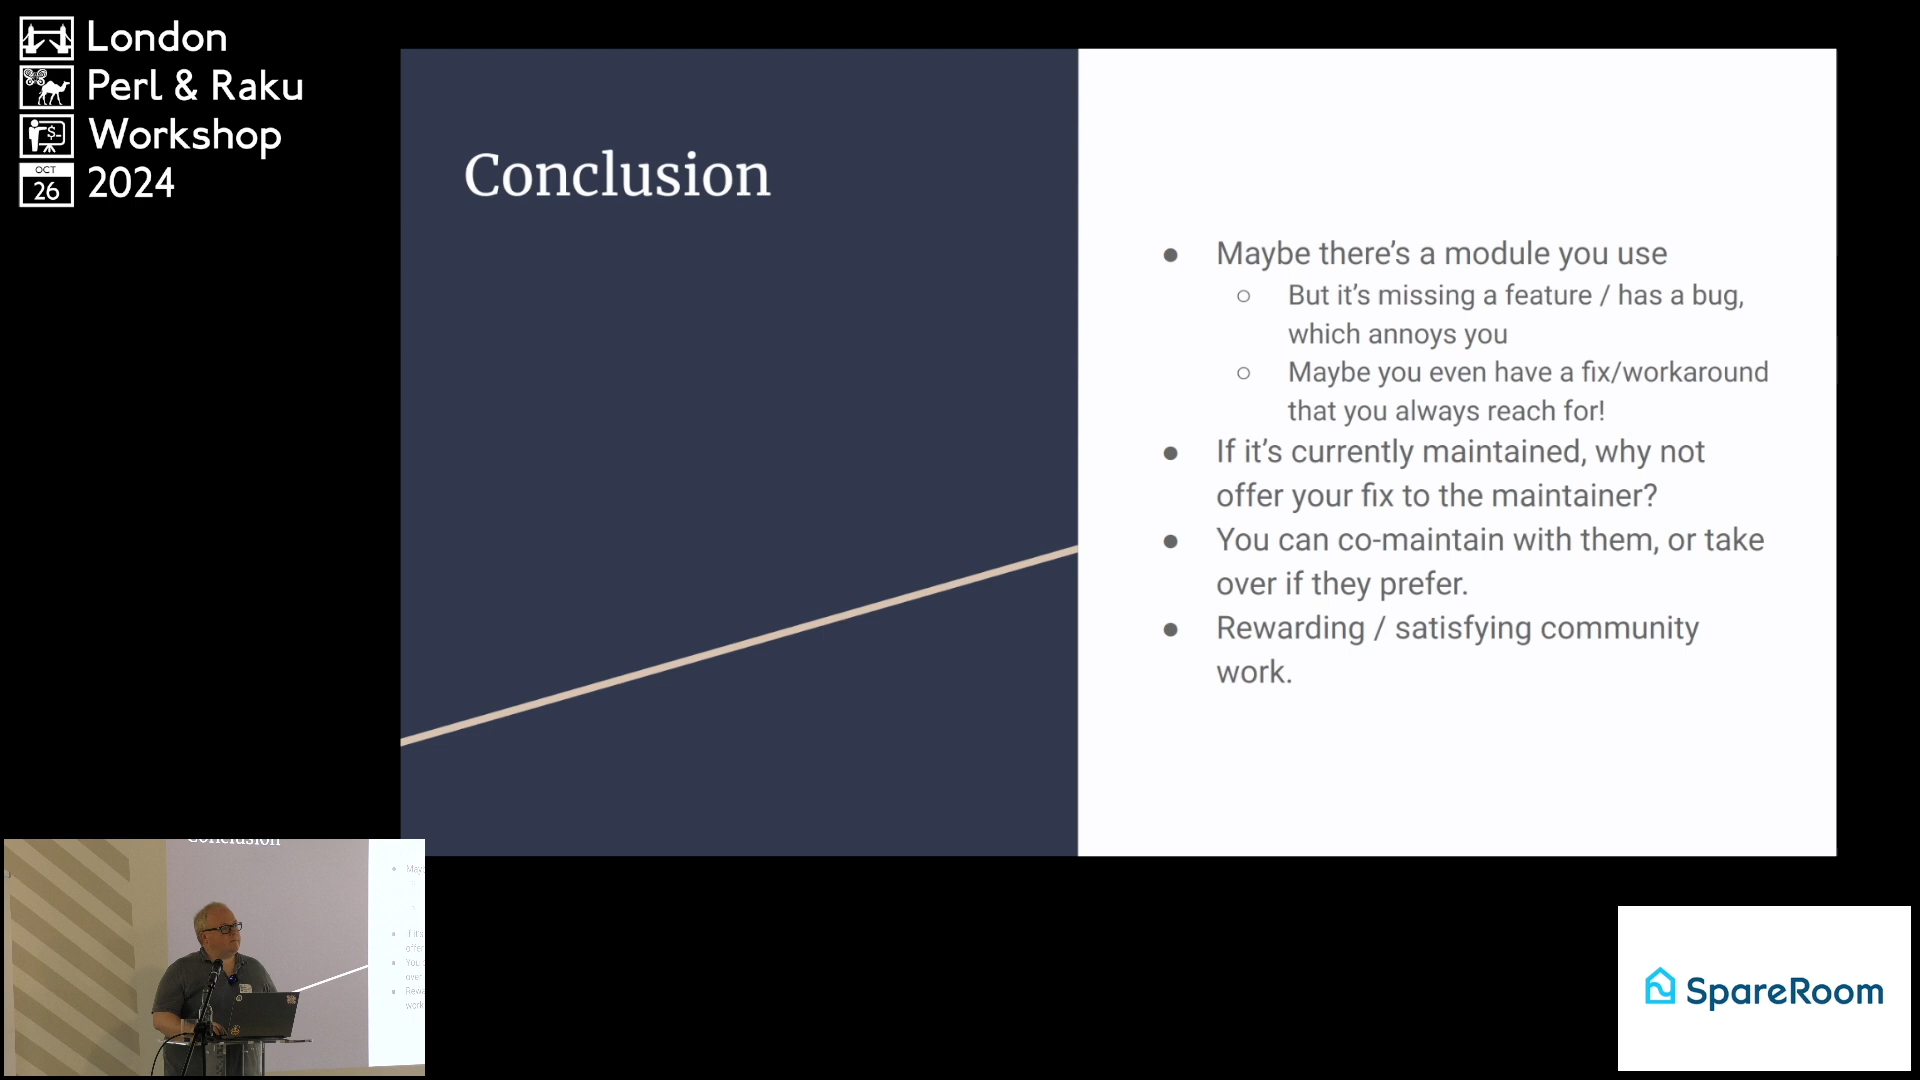 London
Perl & Raku
Workshop
OCT
26
2024
$-
Conclusion
● Maybe there’s a module you use
○ But it’s missing a feature / has a bug,
which annoys you
○ Maybe you even have a fix/workaround
that you always reach for!
● If it’s currently maintained, why not
offer your fix to the maintainer?
● You can co-maintain with them, or take
over if they prefer.
● Rewarding / satisfying community
work.
Conclusion
SpareRoom